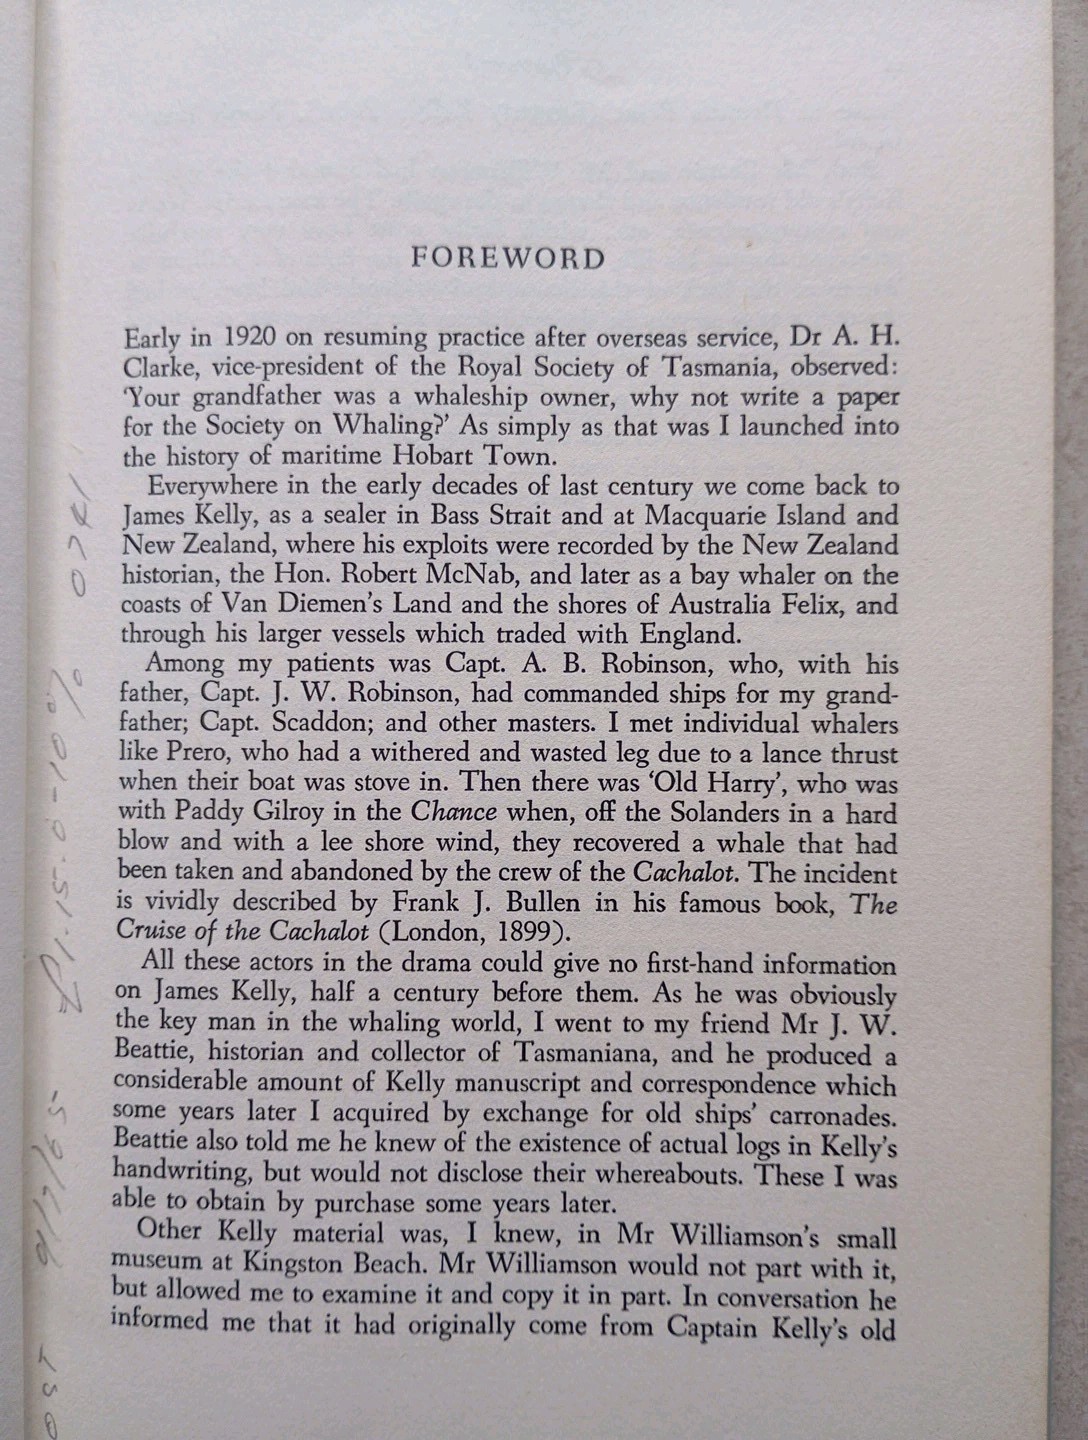 FOREWORD
Early in 1920 on resuming practice after overseas service, Dr A. H.
Clarke, vice-president of the Royal Society of Tasmania, observed:
‘Your grandfather was a whaleship owner, why not write a paper
for the Society on Whaling?’ As simply as that was I launched into
the history of maritime Hobart Town.
Everywhere in the early decades of last century we come back to
James Kelly, as a sealer in Bass Strait and at Macquarie Island and
New Zealand, where his exploits were recorded by the New Zealand
historian, the Hon. Robert McNab, and later as a bay whaler on the
coasts of Van Diemen’s Land and the shores of Australia Felix, and
through his larger vessels which traded with England.
Among my patients was Capt. A. B. Robinson, who, with his
father, Capt. J. W. Robinson, had commanded ships for my grand-
father; Capt. Scaddon; and other masters. I met individual whalers
like Prero, who had a withered and wasted leg due to a lance thrust
when their boat was stove in. Then there was ‘Old Harry’, who was
with Paddy Gilroy in the Chance when, off the Solanders in a hard
blow and with a lee shore wind, they recovered a whale that had
been taken and abandoned by the crew of the Cachalot. The incident
is vividly described by Frank J. Bullen in his famous book, The
Cruise of the Cachalot (London, 1899).
All these actors in the drama could give no first-hand information
on James Kelly, half a century before them. As he was obviously
the key man in the whaling world, I went to my friend Mr J. W.
Beattie, historian and collector of Tasmaniana, and he produced a
considerable amount of Kelly manuscript and correspondence which
some years later I acquired by exchange for old ships’ carronades.
Beattie also told me he knew of the existence of actual logs in Kelly’s
handwriting, but would not disclose their whereabouts. These I was
able to obtain by purchase some years later.
Other Kelly material was, I knew, in Mr Williamson’s small
museum at Kingston Beach. Mr Williamson would not part with it,
but allowed me to examine it and copy it in part. In conversation he
informed me that it had originally come from Captain Kelly’s old